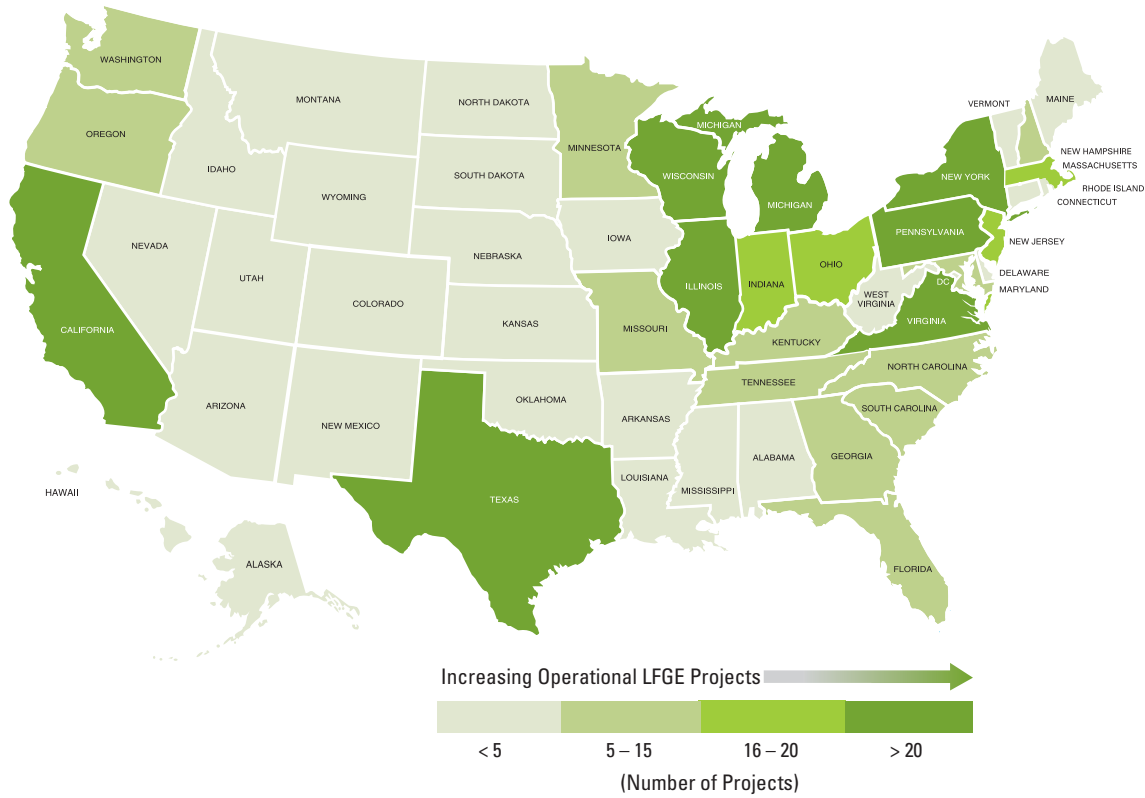 WASHINGTON
MONTANA
NORTH DAKOTA
MINNESOTA
MICHIGAN
VERMONT
MAINE
OREGON
IDAHO
WYOMING
SOUTH DAKOTA
WISCONSIN
MICHIGAN
NEW YORK
NEW HAMPSHIRE
MASSACHUSETTS
RHODE ISLAND
CONNECTICUT
NEVADA
UTAH
COLORADO
NEBRASKA
IOWA
ILLINOIS
INDIANA
OHIO
PENNSYLVANIA
NEW JERSEY
DELAWARE
MARYLAND
DC
CALIFORNIA
KANSAS
MISSOURI
KENTUCKY
WEST
VIRGINIA
VIRGINIA
ARIZONA
NEW MEXICO
OKLAHOMA
ARKANSAS
TENNESSEE
NORTH CAROLINA
SOUTH CAROLINA
HAWAII
TEXAS
LOUISIANA
MISSISSIPPI
ALABAMA
GEORGIA
ALASKA
FLORIDA
Increasing Operational LFGE Projects
< 5
5 – 15
16 – 20
> 20
(Number of Projects)